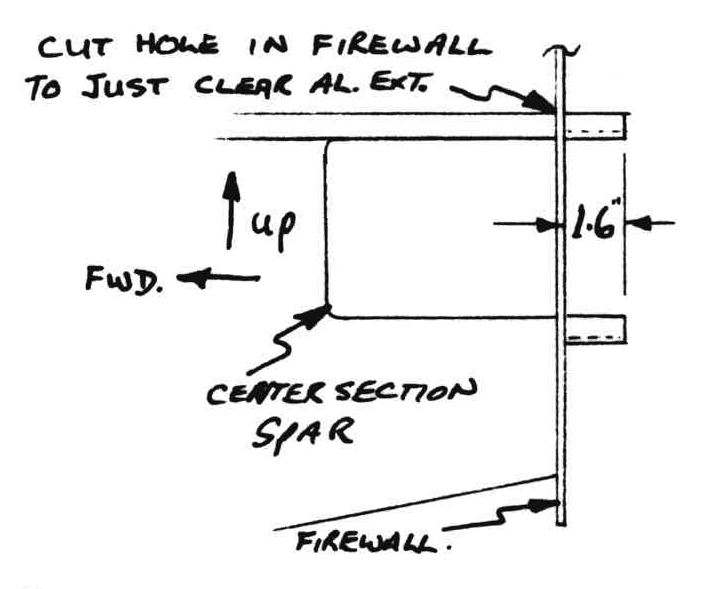 CUT HOLE IN FIREWALL
TO JUST CLEAR AL. EXT.
up
1.6"
FWD.
CENTER SECTION
SPAR
FIREWALL.